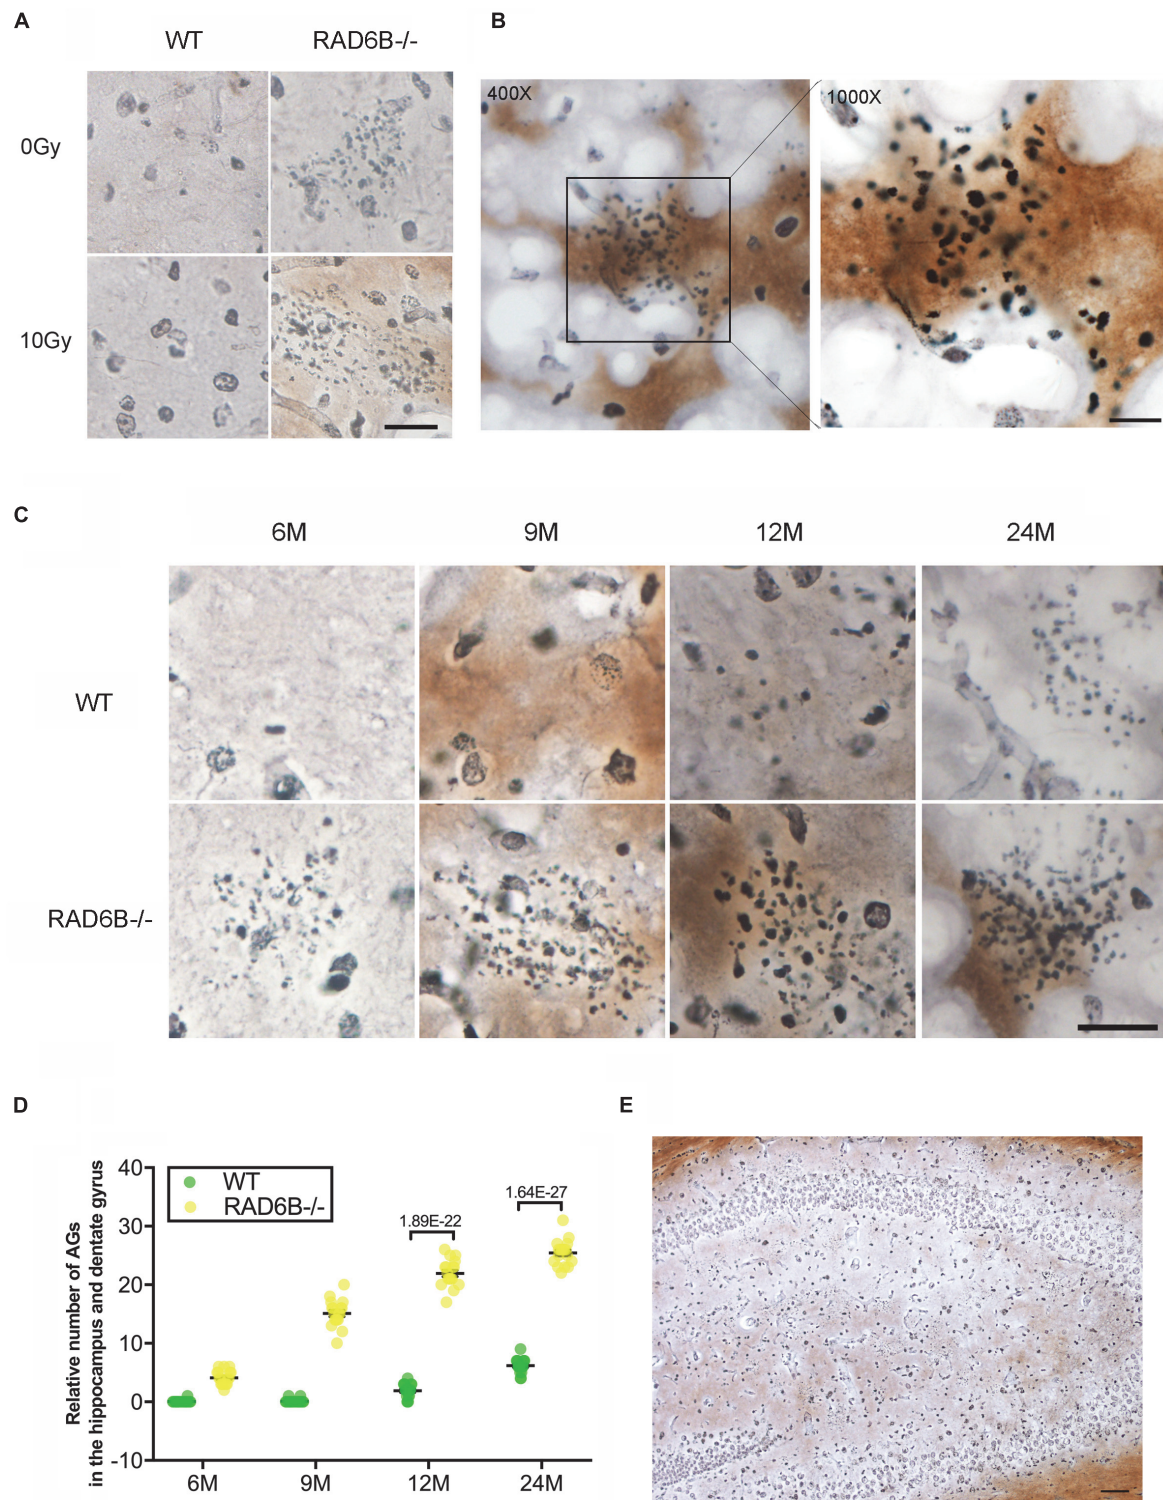 A
B
WT
RAD6B-/-
0Gy
10Gy
400X
1000X
C
6M
9M
12M
24M
WT
RAD6B-/-
D
E
Relative number of AGs
in the hippocampus and dentate gyrus
40
30
20
10
0
-10
WT
RAD6B-/-
1.89E-22
1.64E-27
6M
9M
12M
24M